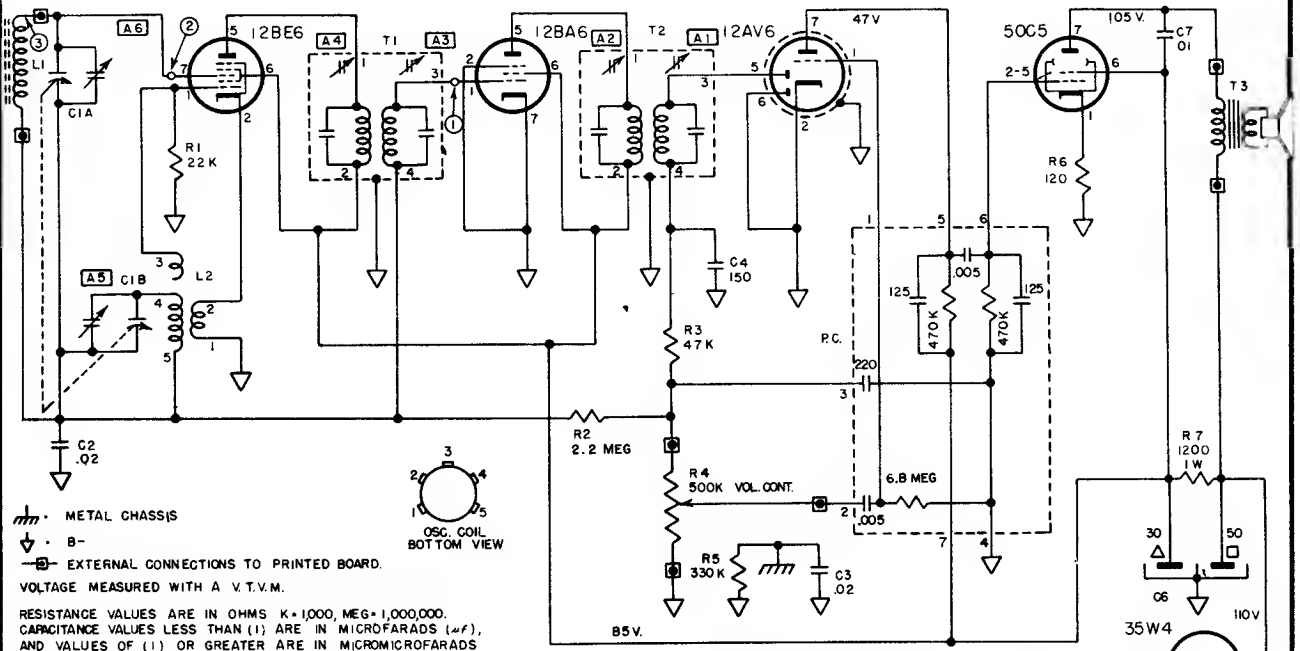 A6
2
12BE6
3
L1
C1A
7
1
5
6
2
R1
22K
A4
T1
A3
1
3
2
4
12BA6
5
2
1
6
7
1
A2
T2
A1
1
3
2
4
12AV6
7
47V
1
5
6
2
50C5
105 V.
7
2-5
6
1
C7
.01
T3
R6
120
3
L2
A5
C1B
4
5
2
1
C4
150
R3
47K
P.C.
1
5
6
.005
125
470K
470K
125
220
3
C2
.02
R2
2.2 MEG
R4
500K VOL. CONT.
6.8 MEG
2
.005
7
4
R7
1200
1W
3
2
4
1
5
OSC. COIL
BOTTOM VIEW
R5
330K
C3
.02
30
50
C6
110V
85V.
35W4
METAL CHASSIS
B-
EXTERNAL CONNECTIONS TO PRINTED BOARD.
VOLTAGE MEASURED WITH A V.T.V.M.
RESISTANCE VALUES ARE IN OHMS K=1,000, MEG=1,000,000.
CAPACITANCE VALUES LESS THAN (1) ARE IN MICROFARADS (µf),
AND VALUES OF (1) OR GREATER ARE IN MICROMICROFARADS